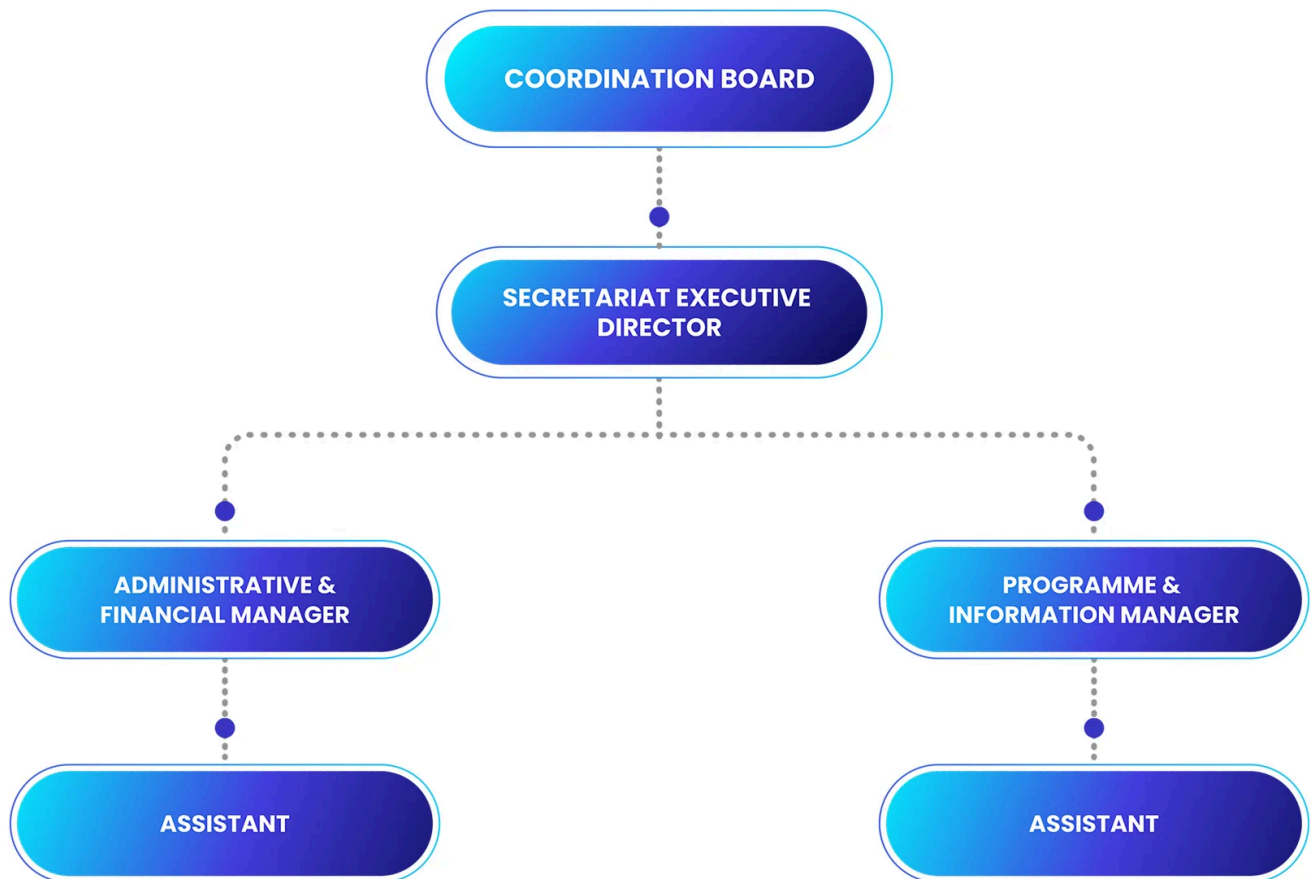 COORDINATION BOARD
SECRETARIAT EXECUTIVE
DIRECTOR
ADMINISTRATIVE &
FINANCIAL MANAGER
PROGRAMME &
INFORMATION MANAGER
ASSISTANT
ASSISTANT